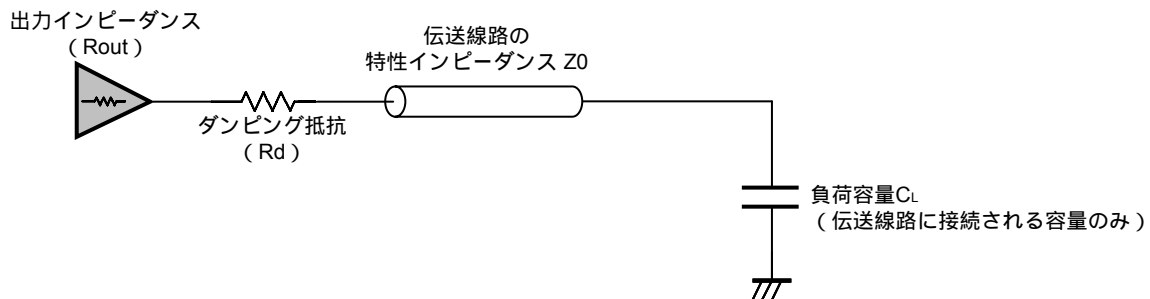 出力インピーダンス
（Rout）
伝送線路の
特性インピーダンス Z0
ダンピング抵抗
（Rd）
負荷容量CL
（伝送線路に接続される容量のみ）